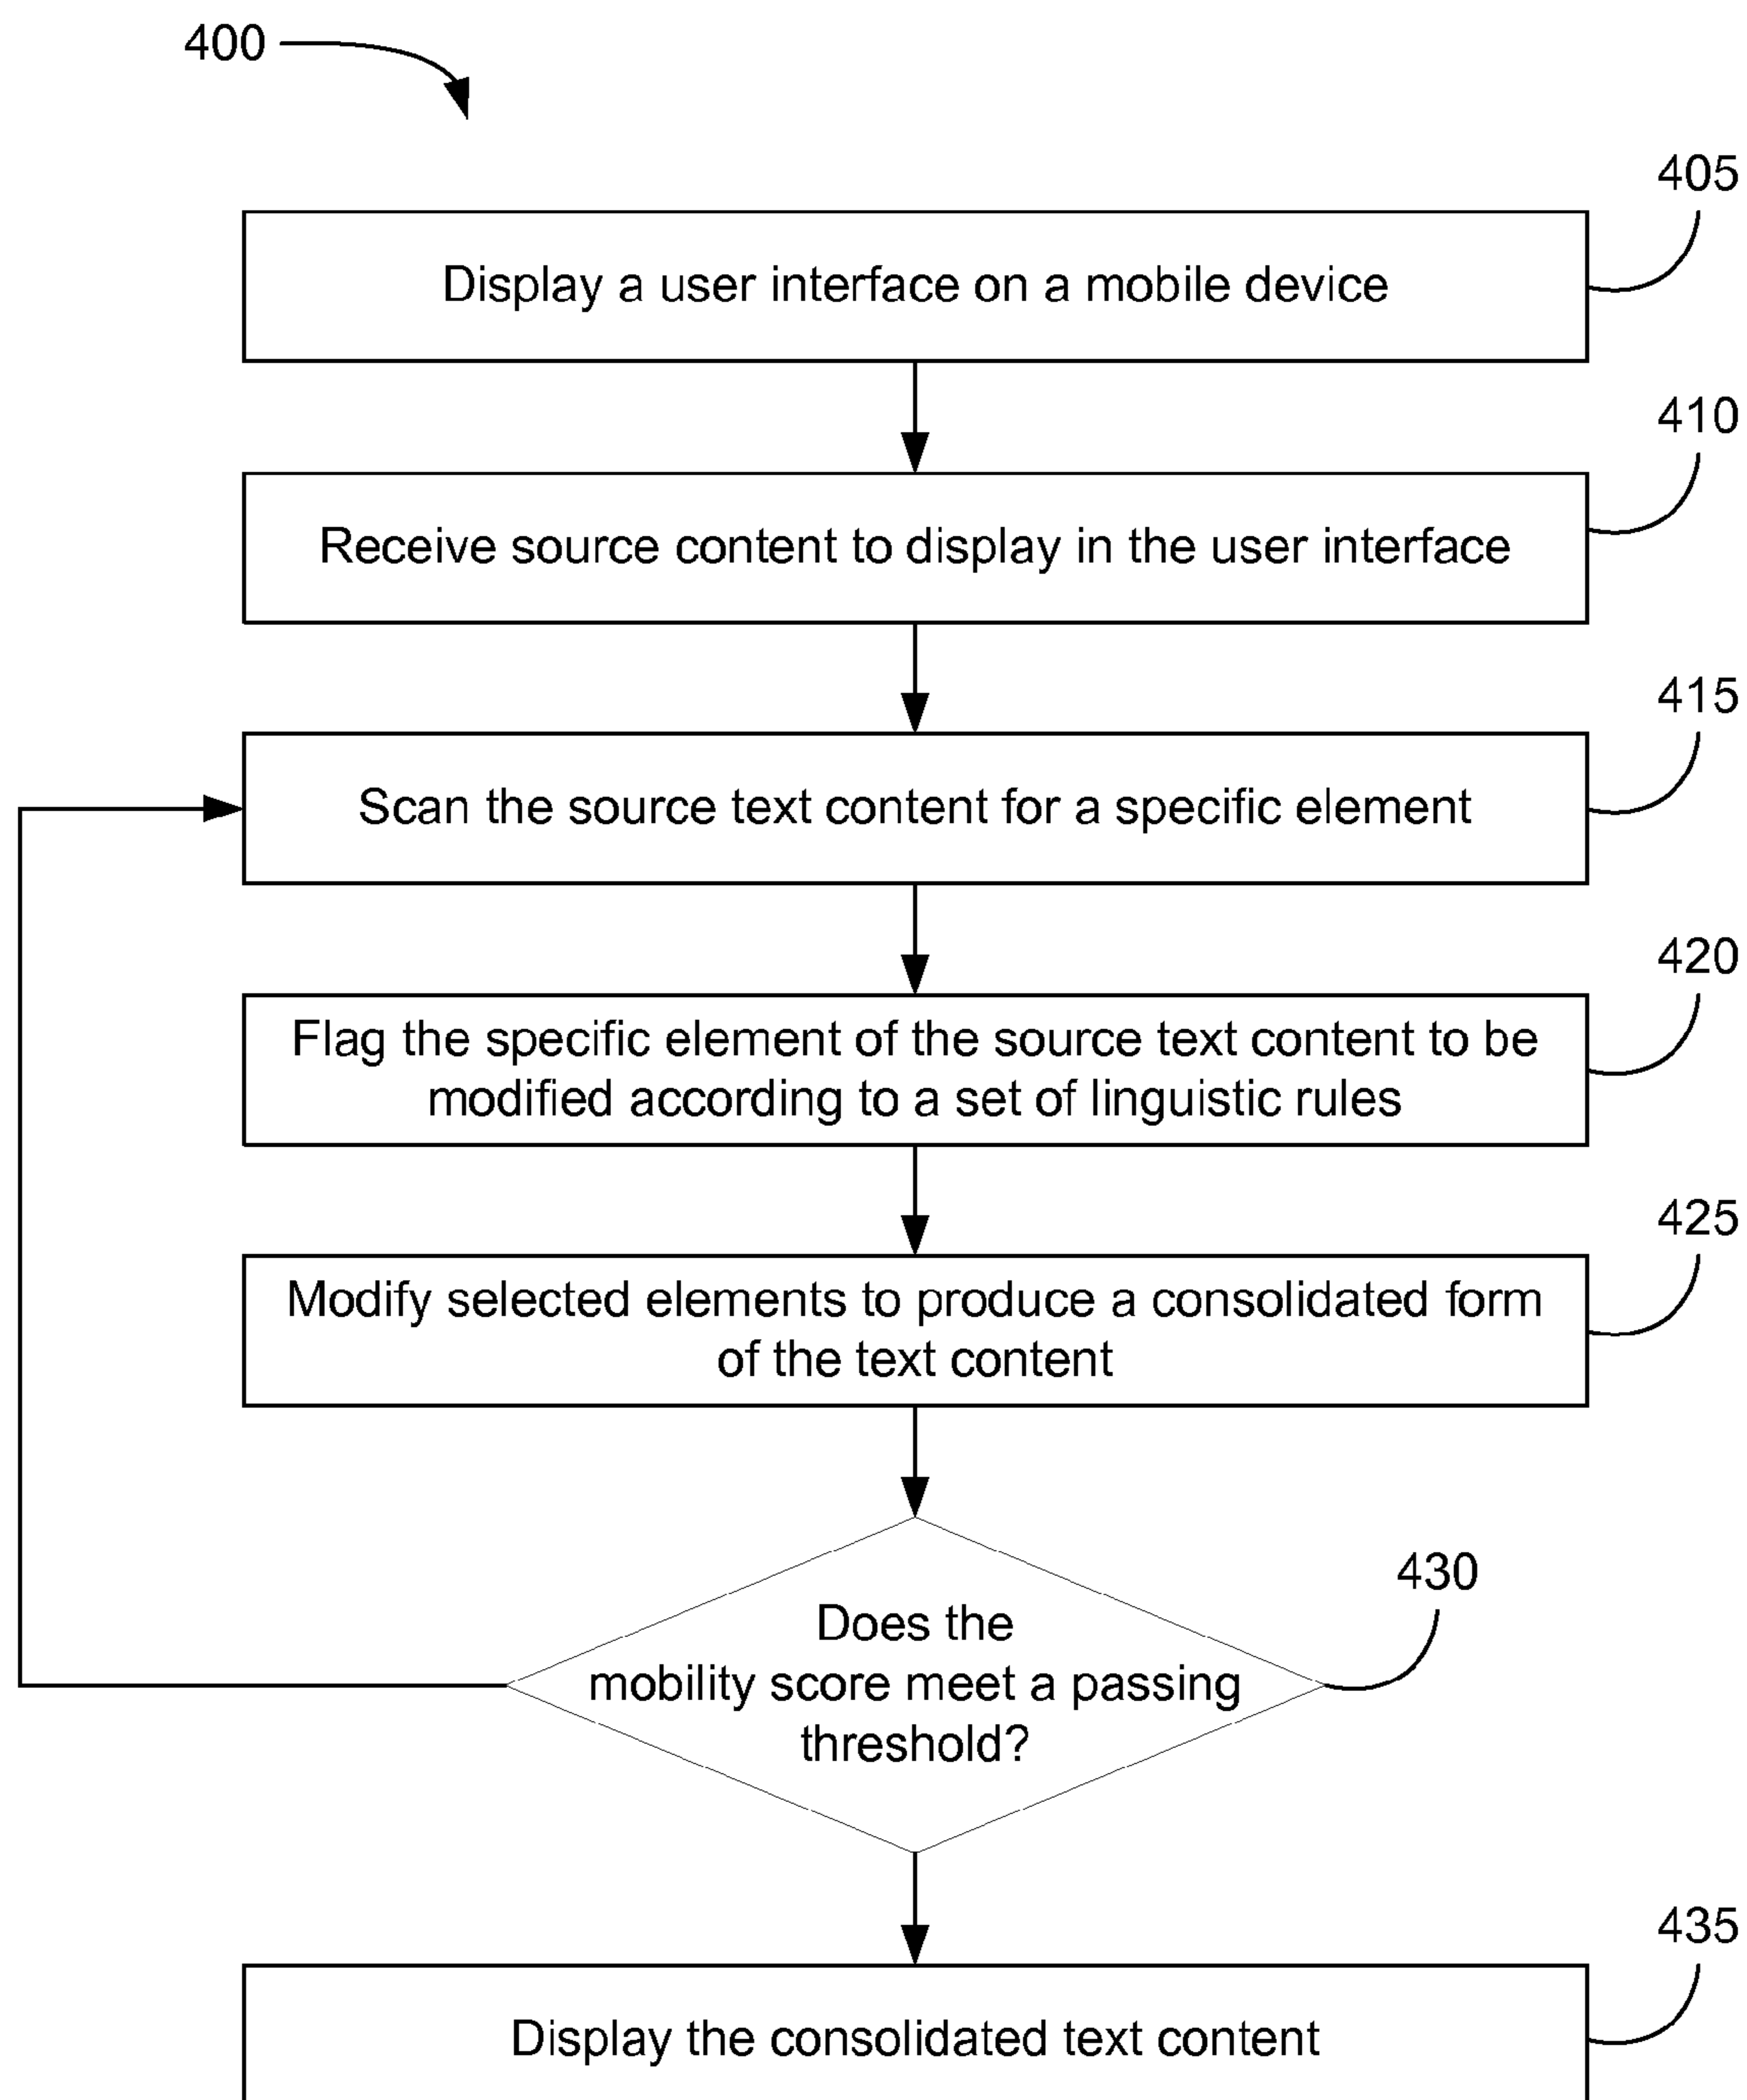 400
405
Display a user interface on a mobile device
410
Receive source content to display in the user interface
415
Scan the source text content for a specific element
420
Flag the specific element of the source text content to be
modified according to a set of linguistic rules
425
Modify selected elements to produce a consolidated form
of the text content
430
Does the
mobility score meet a passing
threshold?
435
Display the consolidated text content